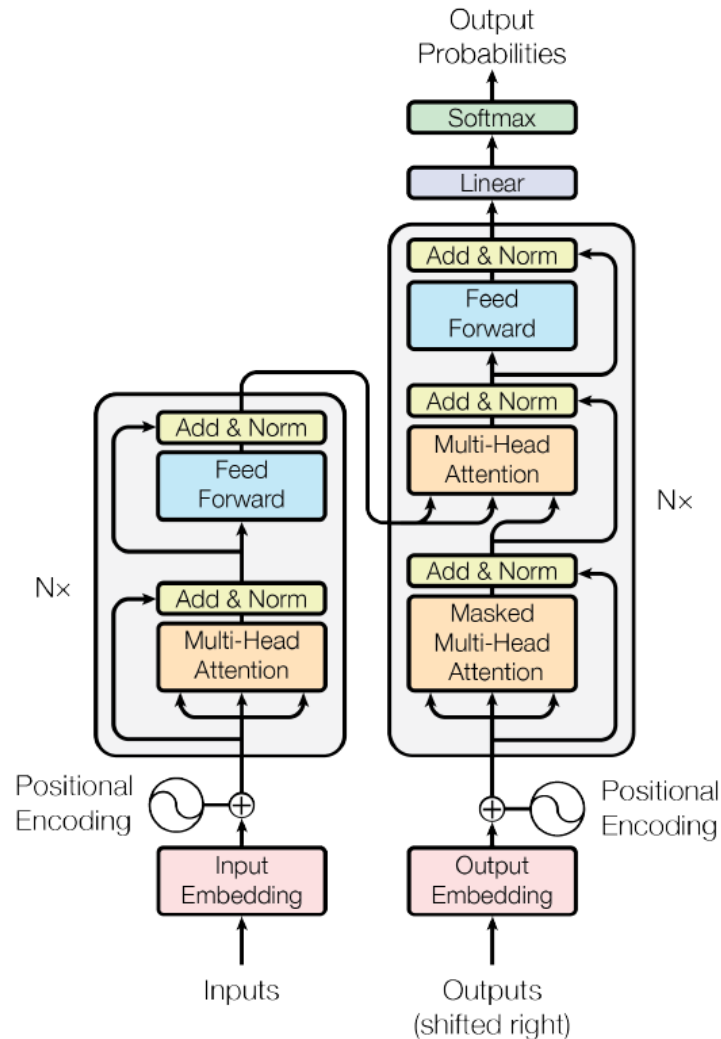 Output
Probabilities
Softmax
Linear
Add & Norm
Feed
Forward
Add & Norm
Multi-Head
Attention
Nx
Add & Norm
Masked
Multi-Head
Attention
Add & Norm
Feed
Forward
Nx
Add & Norm
Multi-Head
Attention
Positional
Encoding
Positional
Encoding
Input
Embedding
Output
Embedding
Inputs
Outputs
(shifted right)